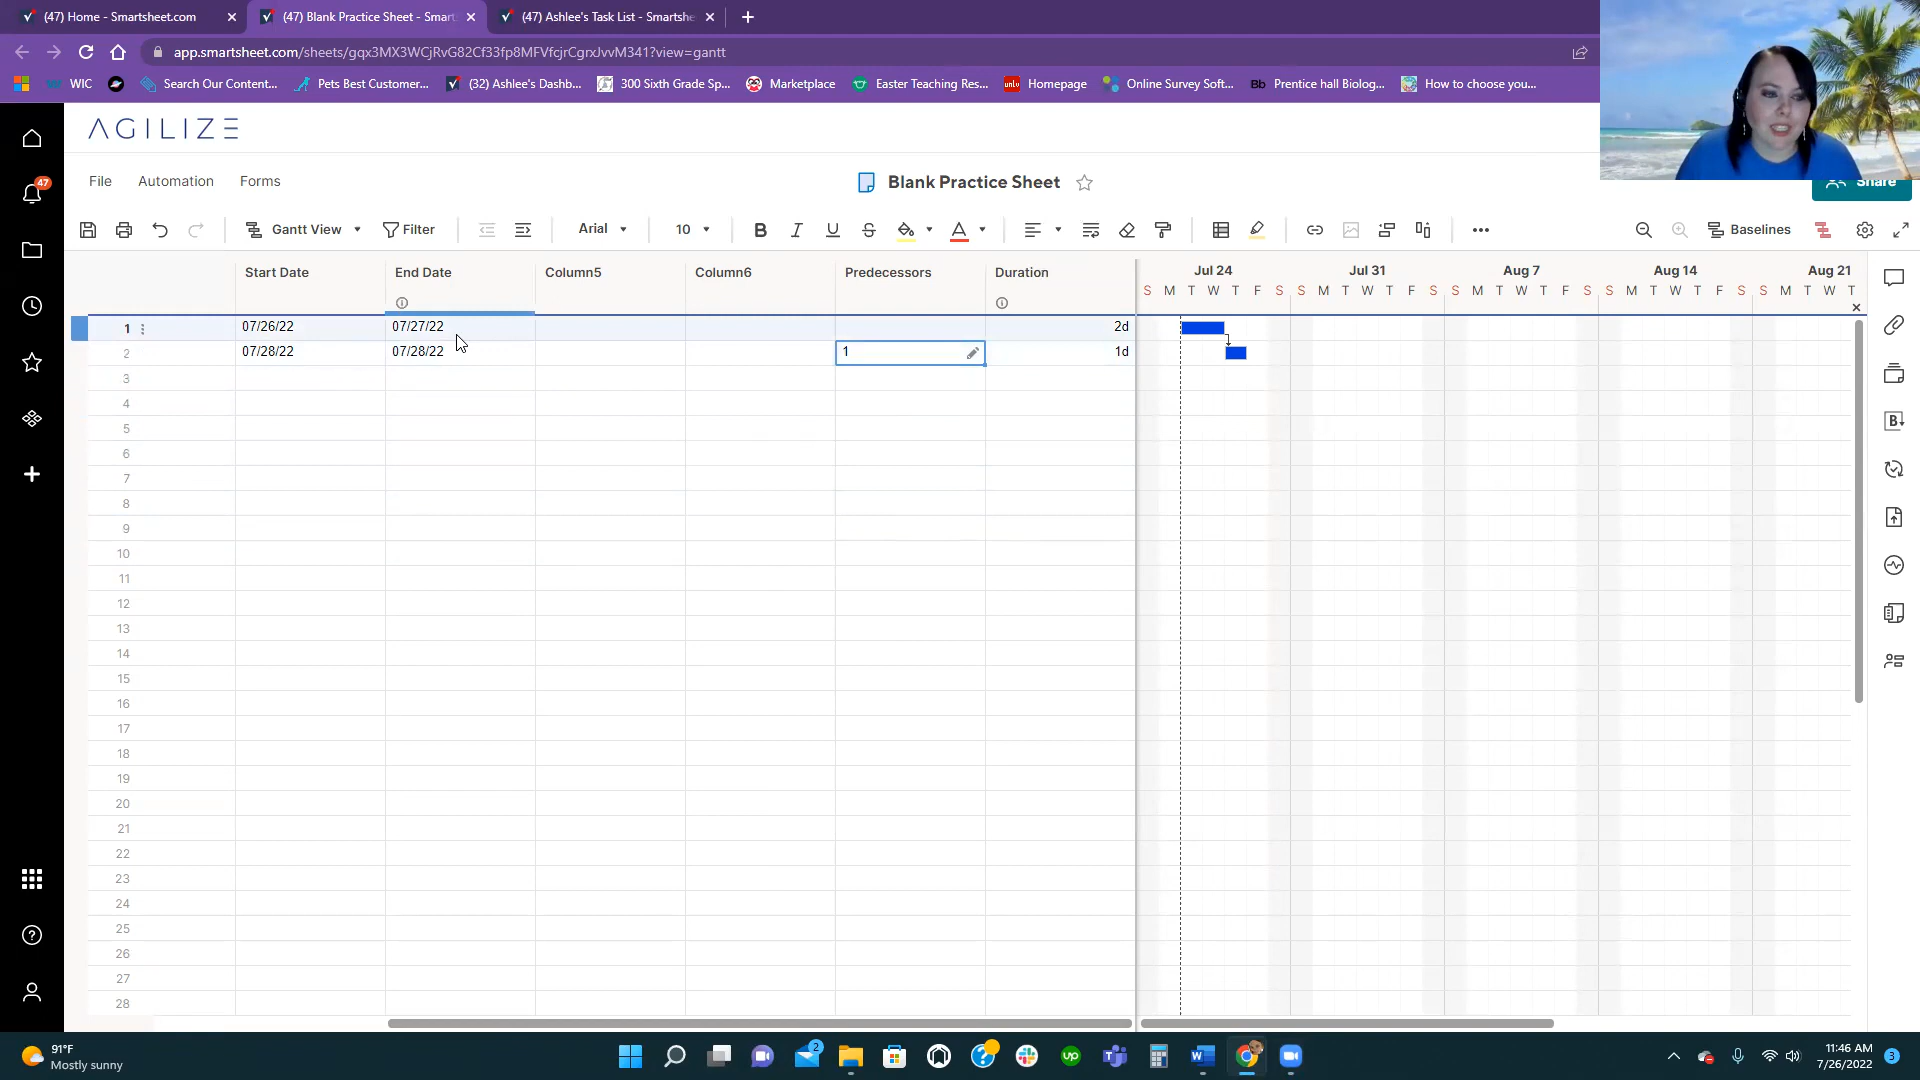 (47) Home - Smartsheet.com
(47) Blank Practice Sheet - Smarts
(47) Ashlee's Task List - Smartshe
app.smartsheet.com/sheets/gqx3MX3WCjRvG82Cf33fp8MFVfcjrCgrxJvvM341?view=gantt
WIC
Search Our Content...
Pets Best Customer...
(32) Ashlee's Dashb...
300 Sixth Grade Sp...
Marketplace
Easter Teaching Res...
unlv
Homepage
Online Survey Soft...
Bb
Prentice hall Biolog...
How to choose you...
AGILIZE
47
File Automation Forms
Blank Practice Sheet
Share
Gantt View Filter Arial 10 B I U S A Baselines
Start Date End Date Column5 Column6 Predecessors Duration
Jul 24 Jul 31 Aug 7 Aug 14 Aug 21
S M T W T F S S M T W T F S S M T W T F S S M T W T F S S M T W T
1 07/26/22 07/27/22 2d
2 07/28/22 07/28/22 1 1d
3
4
5
6
7
8
9
10
11
12
13
14
15
16
17
18
19
20
21
22
23
24
25
26
27
28
91°F
Mostly sunny
2
up
W
11:46 AM
7/26/2022
3